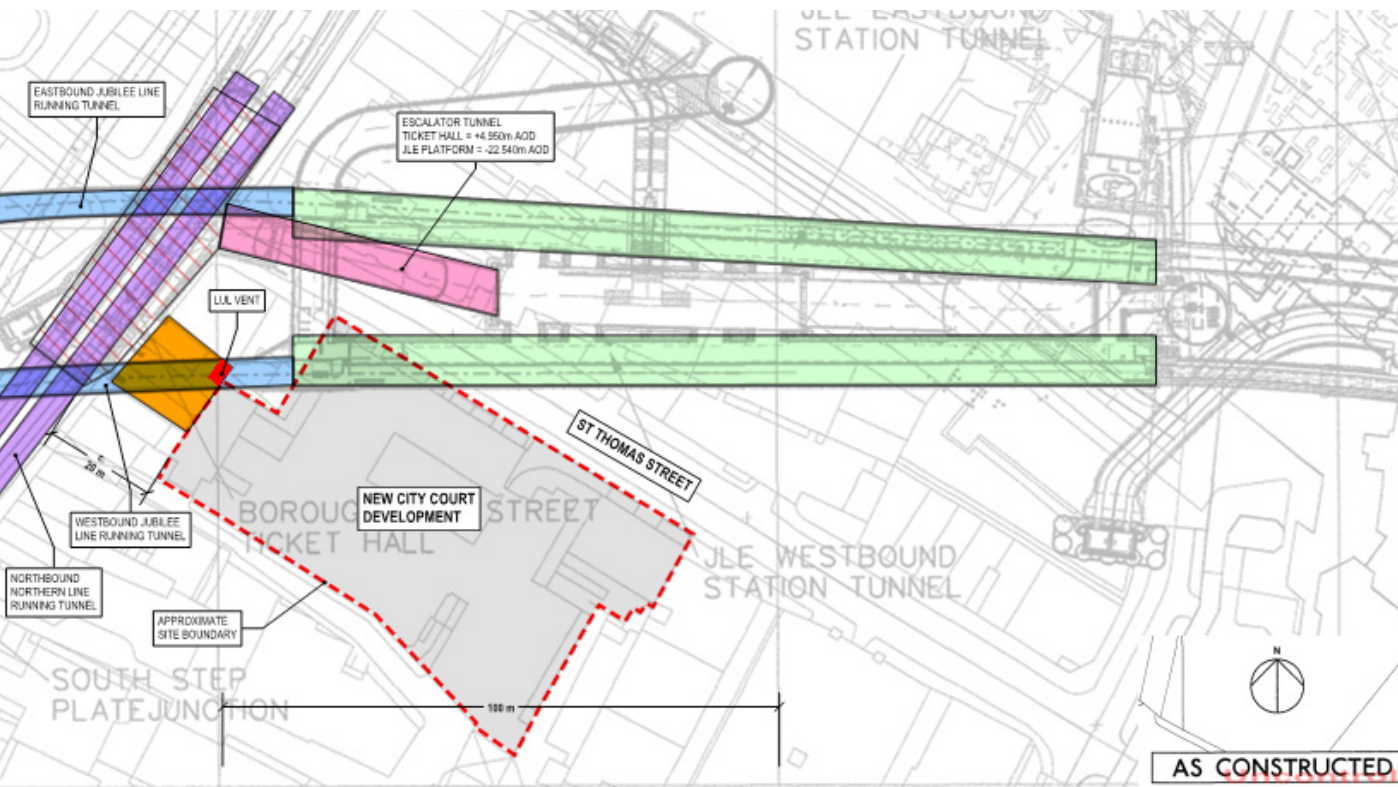 JLE EASTBOUND
STATION TUNNEL
EASTBOUND JUBILEE LINE
RUNNING TUNNEL
ESCALATOR TUNNEL
TICKET HALL = +4.950m AOD
JLE PLATFORM = -22.540m AOD
LUL VENT
ST THOMAS STREET
c
20 m
NEW CITY COURT
DEVELOPMENT
BOROUG STREET
TICKET HALL
WESTBOUND JUBILEE
LINE RUNNING TUNNEL
JLE WESTBOUND
STATION TUNNEL
NORTHBOUND
NORTHERN LINE
RUNNING TUNNEL
APPROXIMATE
SITE BOUNDARY
SOUTH STEP
PLATEJUNCTION
100 m
N
AS CONSTRUCTED
Uncontrol